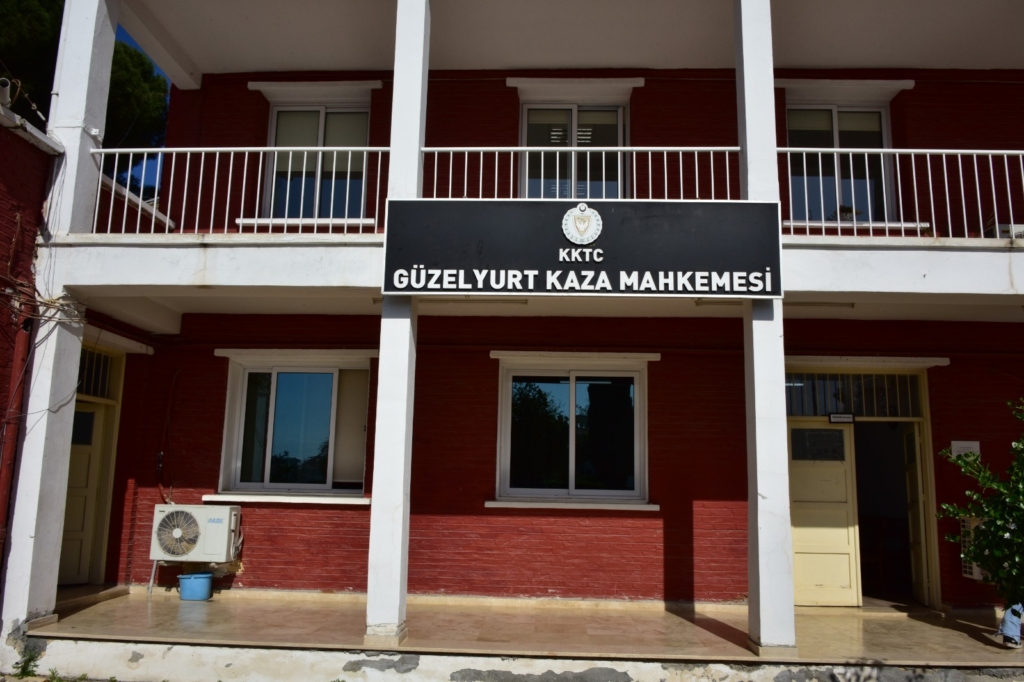 KKTC
GÜZELYURT KAZA MAHKEMESİ